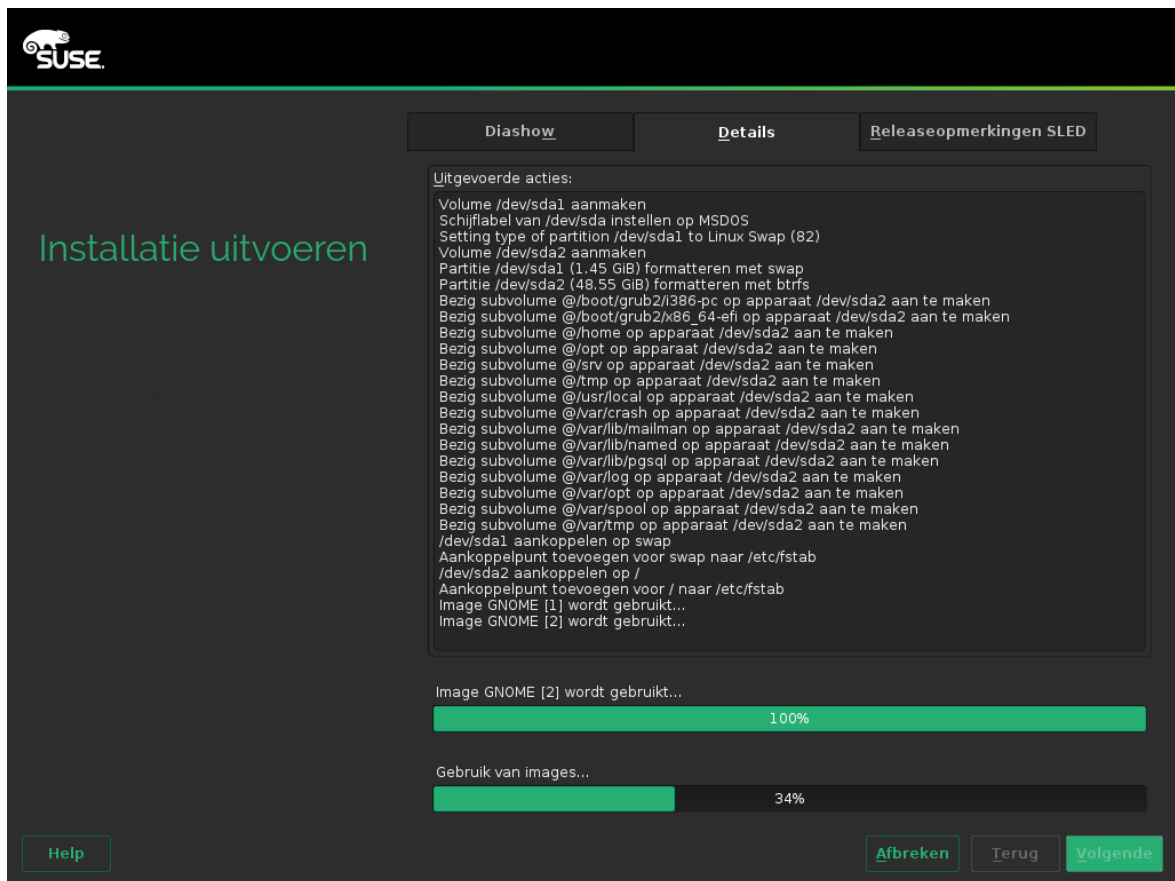 SUSE.
Diashow
Details
Releaseopmerkingen SLED
Installatie uitvoeren
Uitgevoerde acties:
Volume /dev/sda1 aanmaken
Schijflabel van /dev/sda instellen op MSDOS
Setting type of partition /dev/sda1 to Linux Swap (82)
Volume /dev/sda2 aanmaken
Partitie /dev/sda1 (1.45 GiB) formatteren met swap
Partitie /dev/sda2 (48.55 GiB) formatteren met btrfs
Bezig subvolume @/boot/grub2/i386-pc op apparaat /dev/sda2 aan te maken
Bezig subvolume @/boot/grub2/x86_64-efi op apparaat /dev/sda2 aan te maken
Bezig subvolume @/home op apparaat /dev/sda2 aan te maken
Bezig subvolume @/opt op apparaat /dev/sda2 aan te maken
Bezig subvolume @/srv op apparaat /dev/sda2 aan te maken
Bezig subvolume @/tmp op apparaat /dev/sda2 aan te maken
Bezig subvolume @/usr/local op apparaat /dev/sda2 aan te maken
Bezig subvolume @/var/crash op apparaat /dev/sda2 aan te maken
Bezig subvolume @/var/lib/mailman op apparaat /dev/sda2 aan te maken
Bezig subvolume @/var/lib/named op apparaat /dev/sda2 aan te maken
Bezig subvolume @/var/lib/pgsql op apparaat /dev/sda2 aan te maken
Bezig subvolume @/var/log op apparaat /dev/sda2 aan te maken
Bezig subvolume @/var/opt op apparaat /dev/sda2 aan te maken
Bezig subvolume @/var/spool op apparaat /dev/sda2 aan te maken
Bezig subvolume @/var/tmp op apparaat /dev/sda2 aan te maken
/dev/sda1 aankoppelen op swap
Aankoppelpunt toevoegen voor swap naar /etc/fstab
/dev/sda2 aankoppelen op /
Aankoppelpunt toevoegen voor / naar /etc/fstab
Image GNOME [1] wordt gebruikt...
Image GNOME [2] wordt gebruikt...
Image GNOME [2] wordt gebruikt...
100%
Gebruik van images...
34%
Help
Afbreken
Terug
Volgende